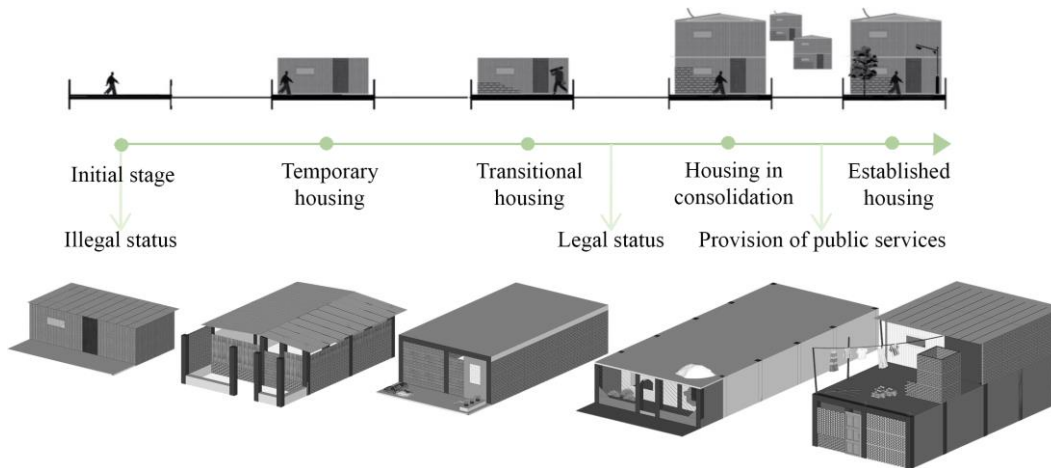 Initial stage
Temporary
housing
Transitional
housing
Housing in
consolidation
Established
housing
Illegal status
Legal status
Provision of public services